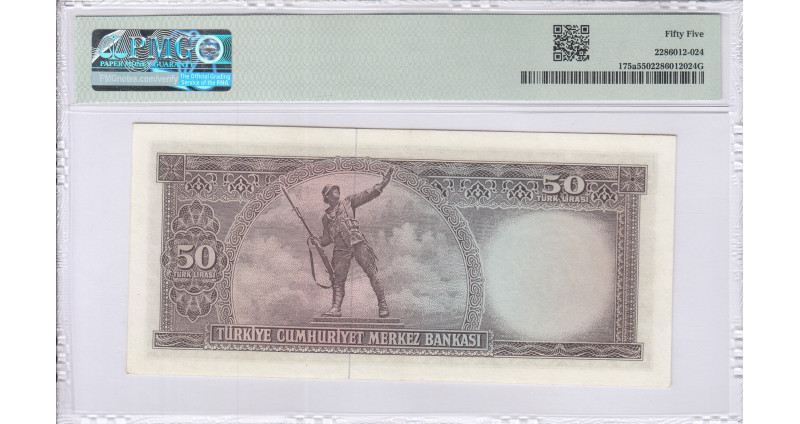 PMG
PAPER MONEY GUARANTY
PMGnotes.com/verify
The Official Grading
Service of the PMA
Fifty Five
2286012-024
175a5502286012024G
50
TÜRK LİRASI
50
TÜRK LİRASI
TÜRKİYE CUMHURİYET MERKEZ BANKASI